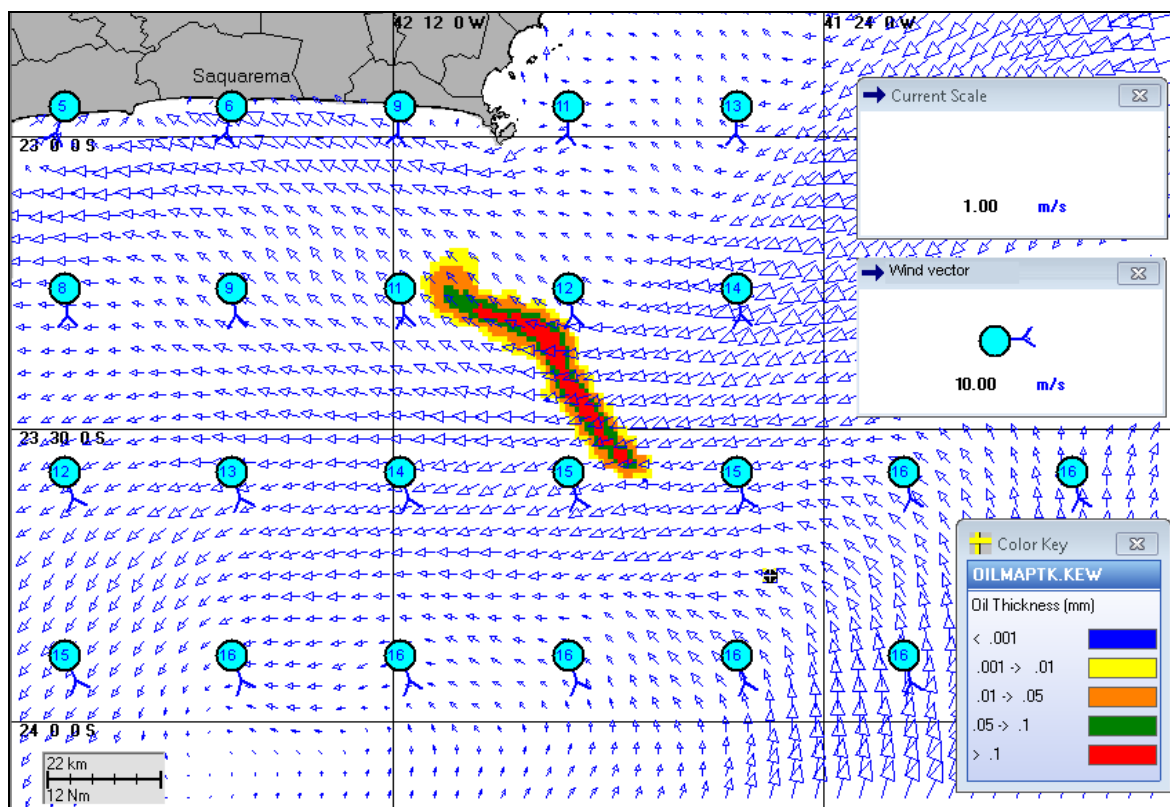 42 12 0 W
41 24 0 W
Saquarema
5
6
9
11
13
23 0 0 S
Current Scale
1.00 m/s
Wind vector
10.00 m/s
8
9
11
12
14
23 30 0 S
12
13
14
15
15
16
16
Color Key
OILMAPTK.KEW
Oil Thickness (mm)
< .001
.001 -> .01
.01 -> .05
.05 -> .1
> .1
15
16
16
16
16
16
24 0 0 S
22 km
12 Nm